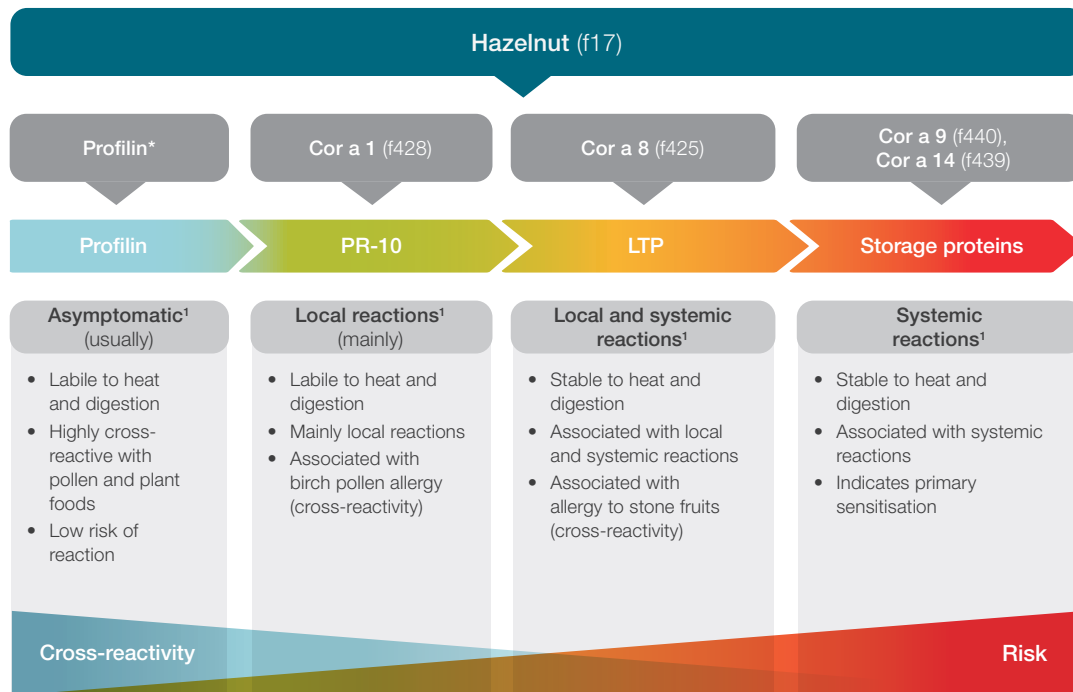 Hazelnut (f17)
Profilin*
Cor a 1 (f428)
Cor a 8 (f425)
Cor a 9 (f440),
Cor a 14 (f439)
Profilin
PR-10
LTP
Storage proteins
Asymptomatic¹
(usually)
• Labile to heat
and digestion
• Highly cross-
reactive with
pollen and plant
foods
• Low risk of
reaction
Local reactions¹
(mainly)
• Labile to heat and
digestion
• Mainly local reactions
• Associated with
birch pollen allergy
(cross-reactivity)
Local and systemic
reactions¹
• Stable to heat and
digestion
• Associated with local
and systemic reactions
• Associated with
allergy to stone fruits
(cross-reactivity)
Systemic
reactions¹
• Stable to heat and
digestion
• Associated with systemic
reactions
• Indicates primary
sensitisation
Cross-reactivity
Risk